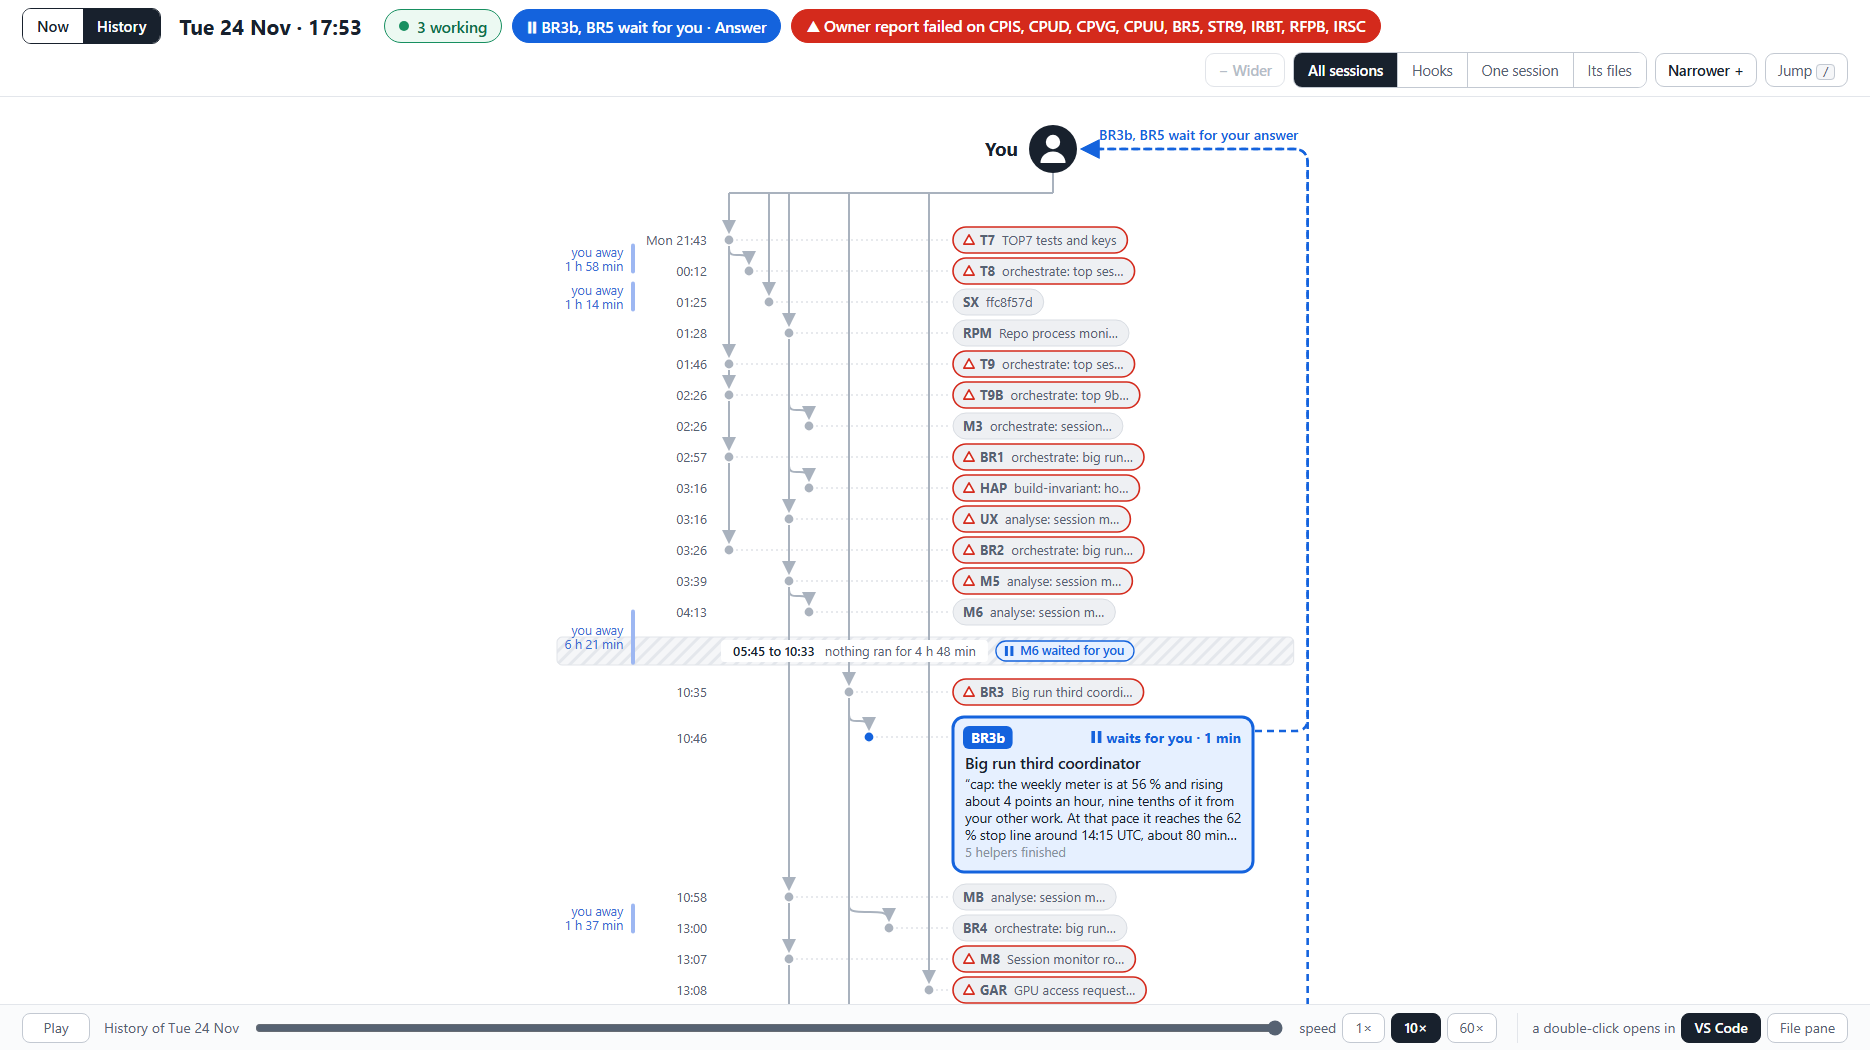 Now History Tue 24 Nov · 17:53 3 working BR3b, BR5 wait for you · Answer Owner report failed on CPIS, CPUD, CPVG, CPUU, BR5, STR9, IRBT, RFPB, IRSC
− Wider All sessions Hooks One session Its files Narrower + Jump /
BR3b, BR5 wait for your answer
You
Mon 21:43 T7 TOP7 tests and keys
you away
1 h 58 min
00:12 T8 orchestrate: top ses...
you away
1 h 14 min
01:25 SX ffc8f57d
01:28 RPM Repo process moni...
01:46 T9 orchestrate: top ses...
02:26 T9B orchestrate: top 9b...
02:26 M3 orchestrate: session...
02:57 BR1 orchestrate: big run...
03:16 HAP build-invariant: ho...
03:16 UX analyse: session m...
03:26 BR2 orchestrate: big run...
03:39 M5 analyse: session m...
04:13 M6 analyse: session m...
you away
6 h 21 min
05:45 to 10:33 nothing ran for 4 h 48 min M6 waited for you
10:35 BR3 Big run third coordi...
10:46 BR3b waits for you · 1 min
Big run third coordinator
“cap: the weekly meter is at 56 % and rising
about 4 points an hour, nine tenths of it from
your other work. At that pace it reaches the 62
% stop line around 14:15 UTC, about 80 min...
5 helpers finished
10:58 MB analyse: session m...
you away
1 h 37 min
13:00 BR4 orchestrate: big run...
13:07 M8 Session monitor ro...
13:08 GAR GPU access request...
Play History of Tue 24 Nov speed 1× 10× 60× a double-click opens in VS Code File pane